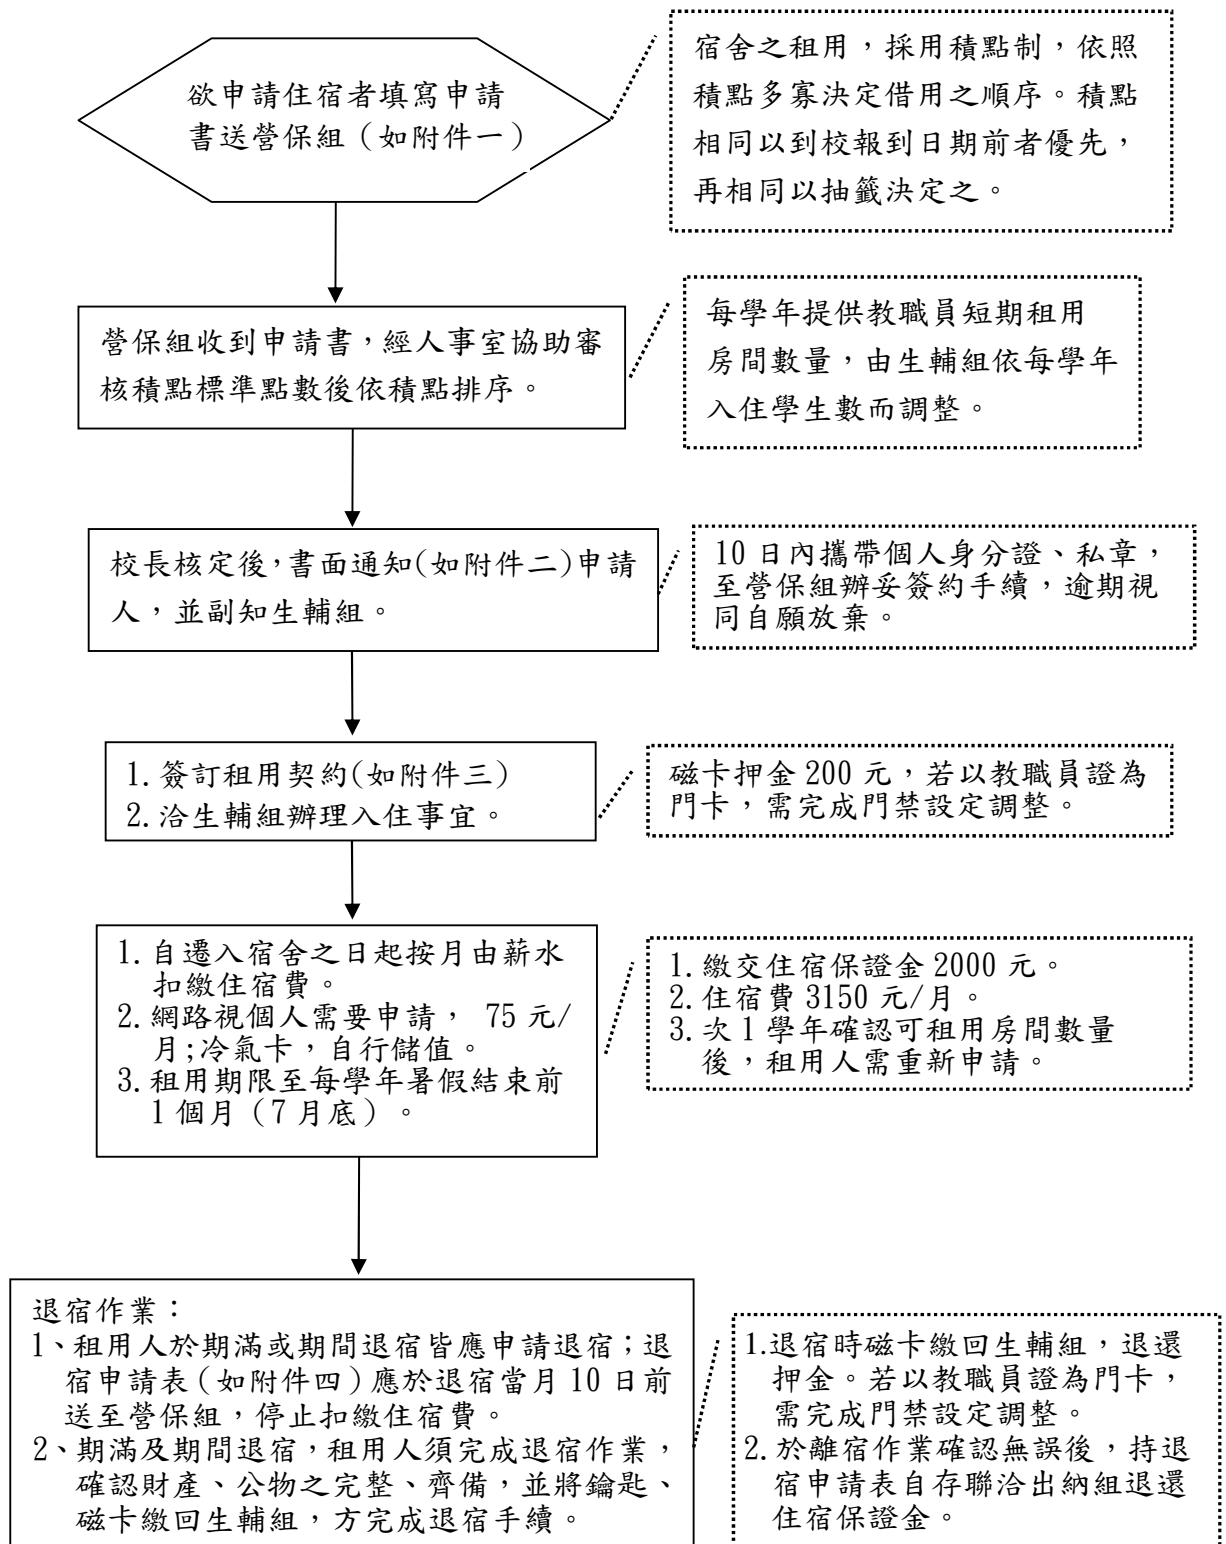 欲申請住宿者填寫申請
書送營保組（如附件一）
宿舍之租用，採用積點制，依照
積點多寡決定借用之順序。積點
相同以到校報到日期前者優先，
再相同以抽籤決定之。
營保組收到申請書，經人事室協助審
核積點標準點數後依積點排序。
每學年提供教職員短期租用
房間數量，由生輔組依每學年
入住學生數而調整。
校長核定後，書面通知(如附件二)申請
人，並副知生輔組。
10 日內攜帶個人身分證、私章，
至營保組辦妥簽約手續，逾期視
同自願放棄。
1. 簽訂租用契約(如附件三)
2. 洽生輔組辦理入住事宜。
磁卡押金 200 元，若以教職員證為
門卡，需完成門禁設定調整。
1. 自遷入宿舍之日起按月由薪水
扣繳住宿費。
2. 網路視個人需要申請， 75 元/
月;冷氣卡，自行儲值。
3. 租用期限至每學年暑假結束前
1 個月（7 月底）。
1. 繳交住宿保證金 2000 元。
2. 住宿費 3150 元/月。
3. 次 1 學年確認可租用房間數量
後，租用人需重新申請。
退宿作業：
1、租用人於期滿或期間退宿皆應申請退宿；退
宿申請表（如附件四）應於退宿當月 10 日前
送至營保組，停止扣繳住宿費。
2、期滿及期間退宿，租用人須完成退宿作業，
確認財產、公物之完整、齊備，並將鑰匙、
磁卡繳回生輔組，方完成退宿手續。
1.退宿時磁卡繳回生輔組，退還
押金。若以教職員證為門卡，
需完成門禁設定調整。
2. 於離宿作業確認無誤後，持退
宿申請表自存聯洽出納組退還
住宿保證金。